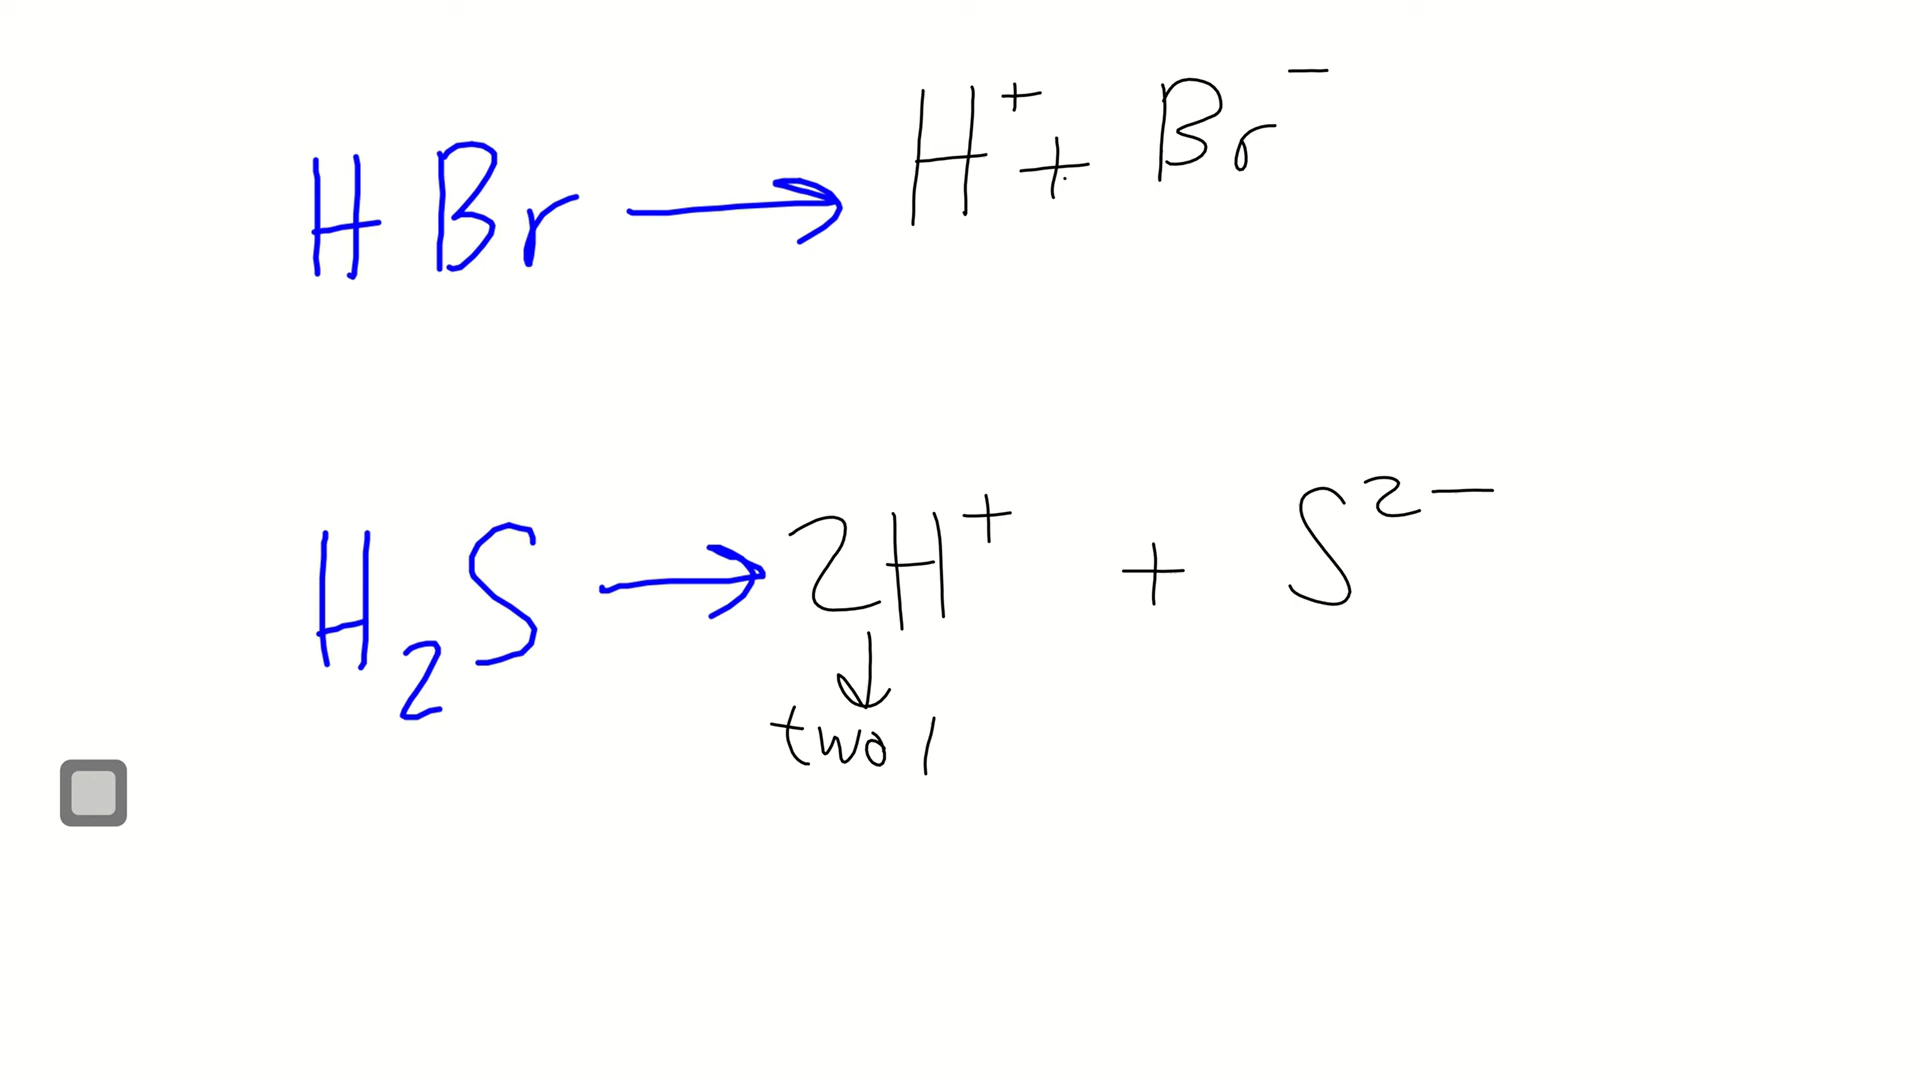 HBr → H⁺ + Br⁻
H₂S → 2H⁺ + S²⁻
↓
two